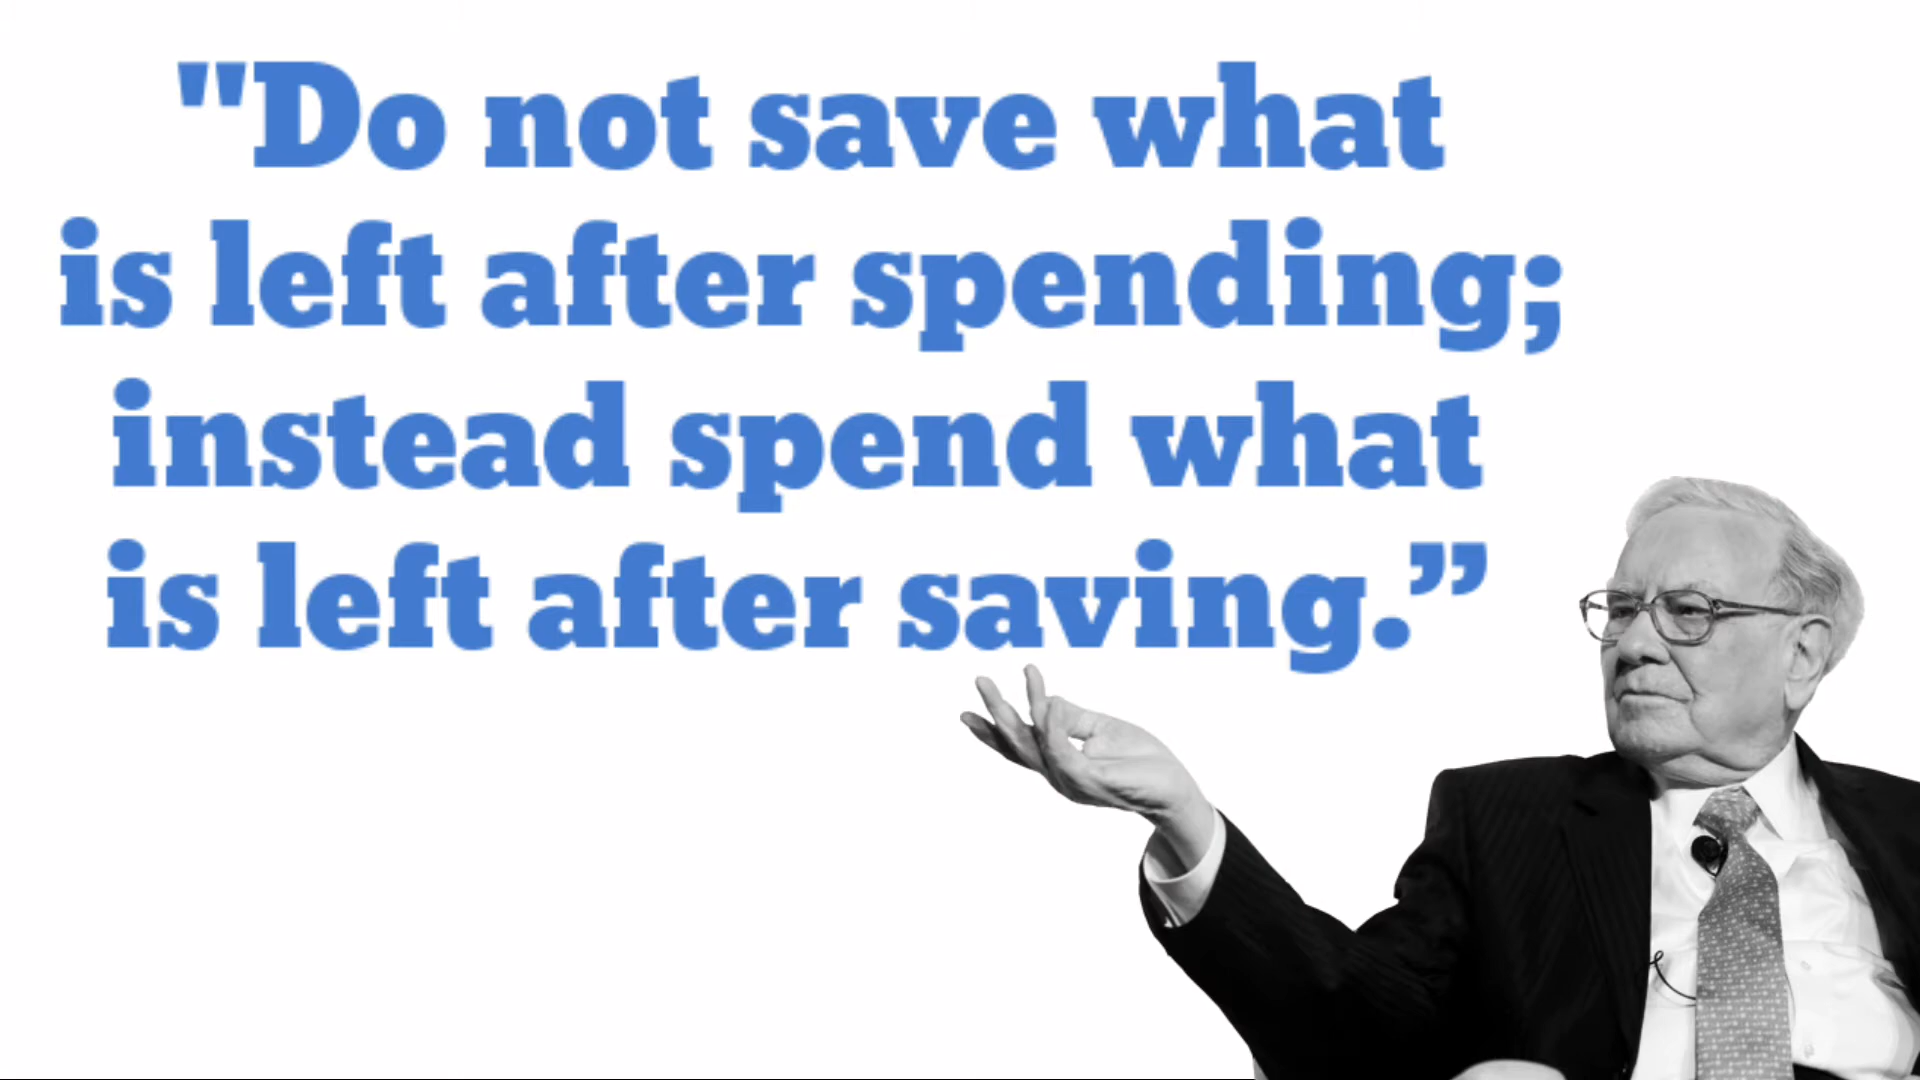 "Do not save what
is left after spending;
instead spend what
is left after saving.”